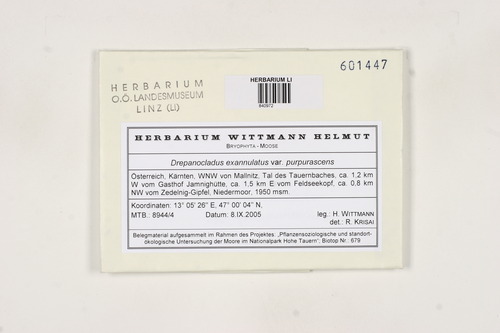 601447
HERBARIUM
O.Ö. LANDESMUSEUM
LINZ (LI)
HERBARIUM LI
840972
HERBARIUM WITTMANN HELMUT
BRYOPHYTA - MOOSE
Drepanocladus exannulatus var. purpurascens
Österreich, Kärnten, WNW von Mallnitz, Tal des Tauernbaches, ca. 1.2 km
W vom Gasthof Jamnighütte, ca. 1,5 km E vom Feldseekopf, ca. 0.8 km
NW vom Zedelnig-Gipfel, Niedermoor, 1950 msm.
Koordinaten: 13° 05' 26" E, 47° 00' 04" N,
MTB.: 8944/4 Datum: 8.IX.2005 leg.: H. WITTMANN
det.: R. KRISAI
Belegmaterial aufgesammelt im Rahmen des Projektes. „Pflanzensoziologische und standort-
ökologische Untersuchung der Moore im Nationalpark Hohe Tauern"; Biotop Nr.: 679